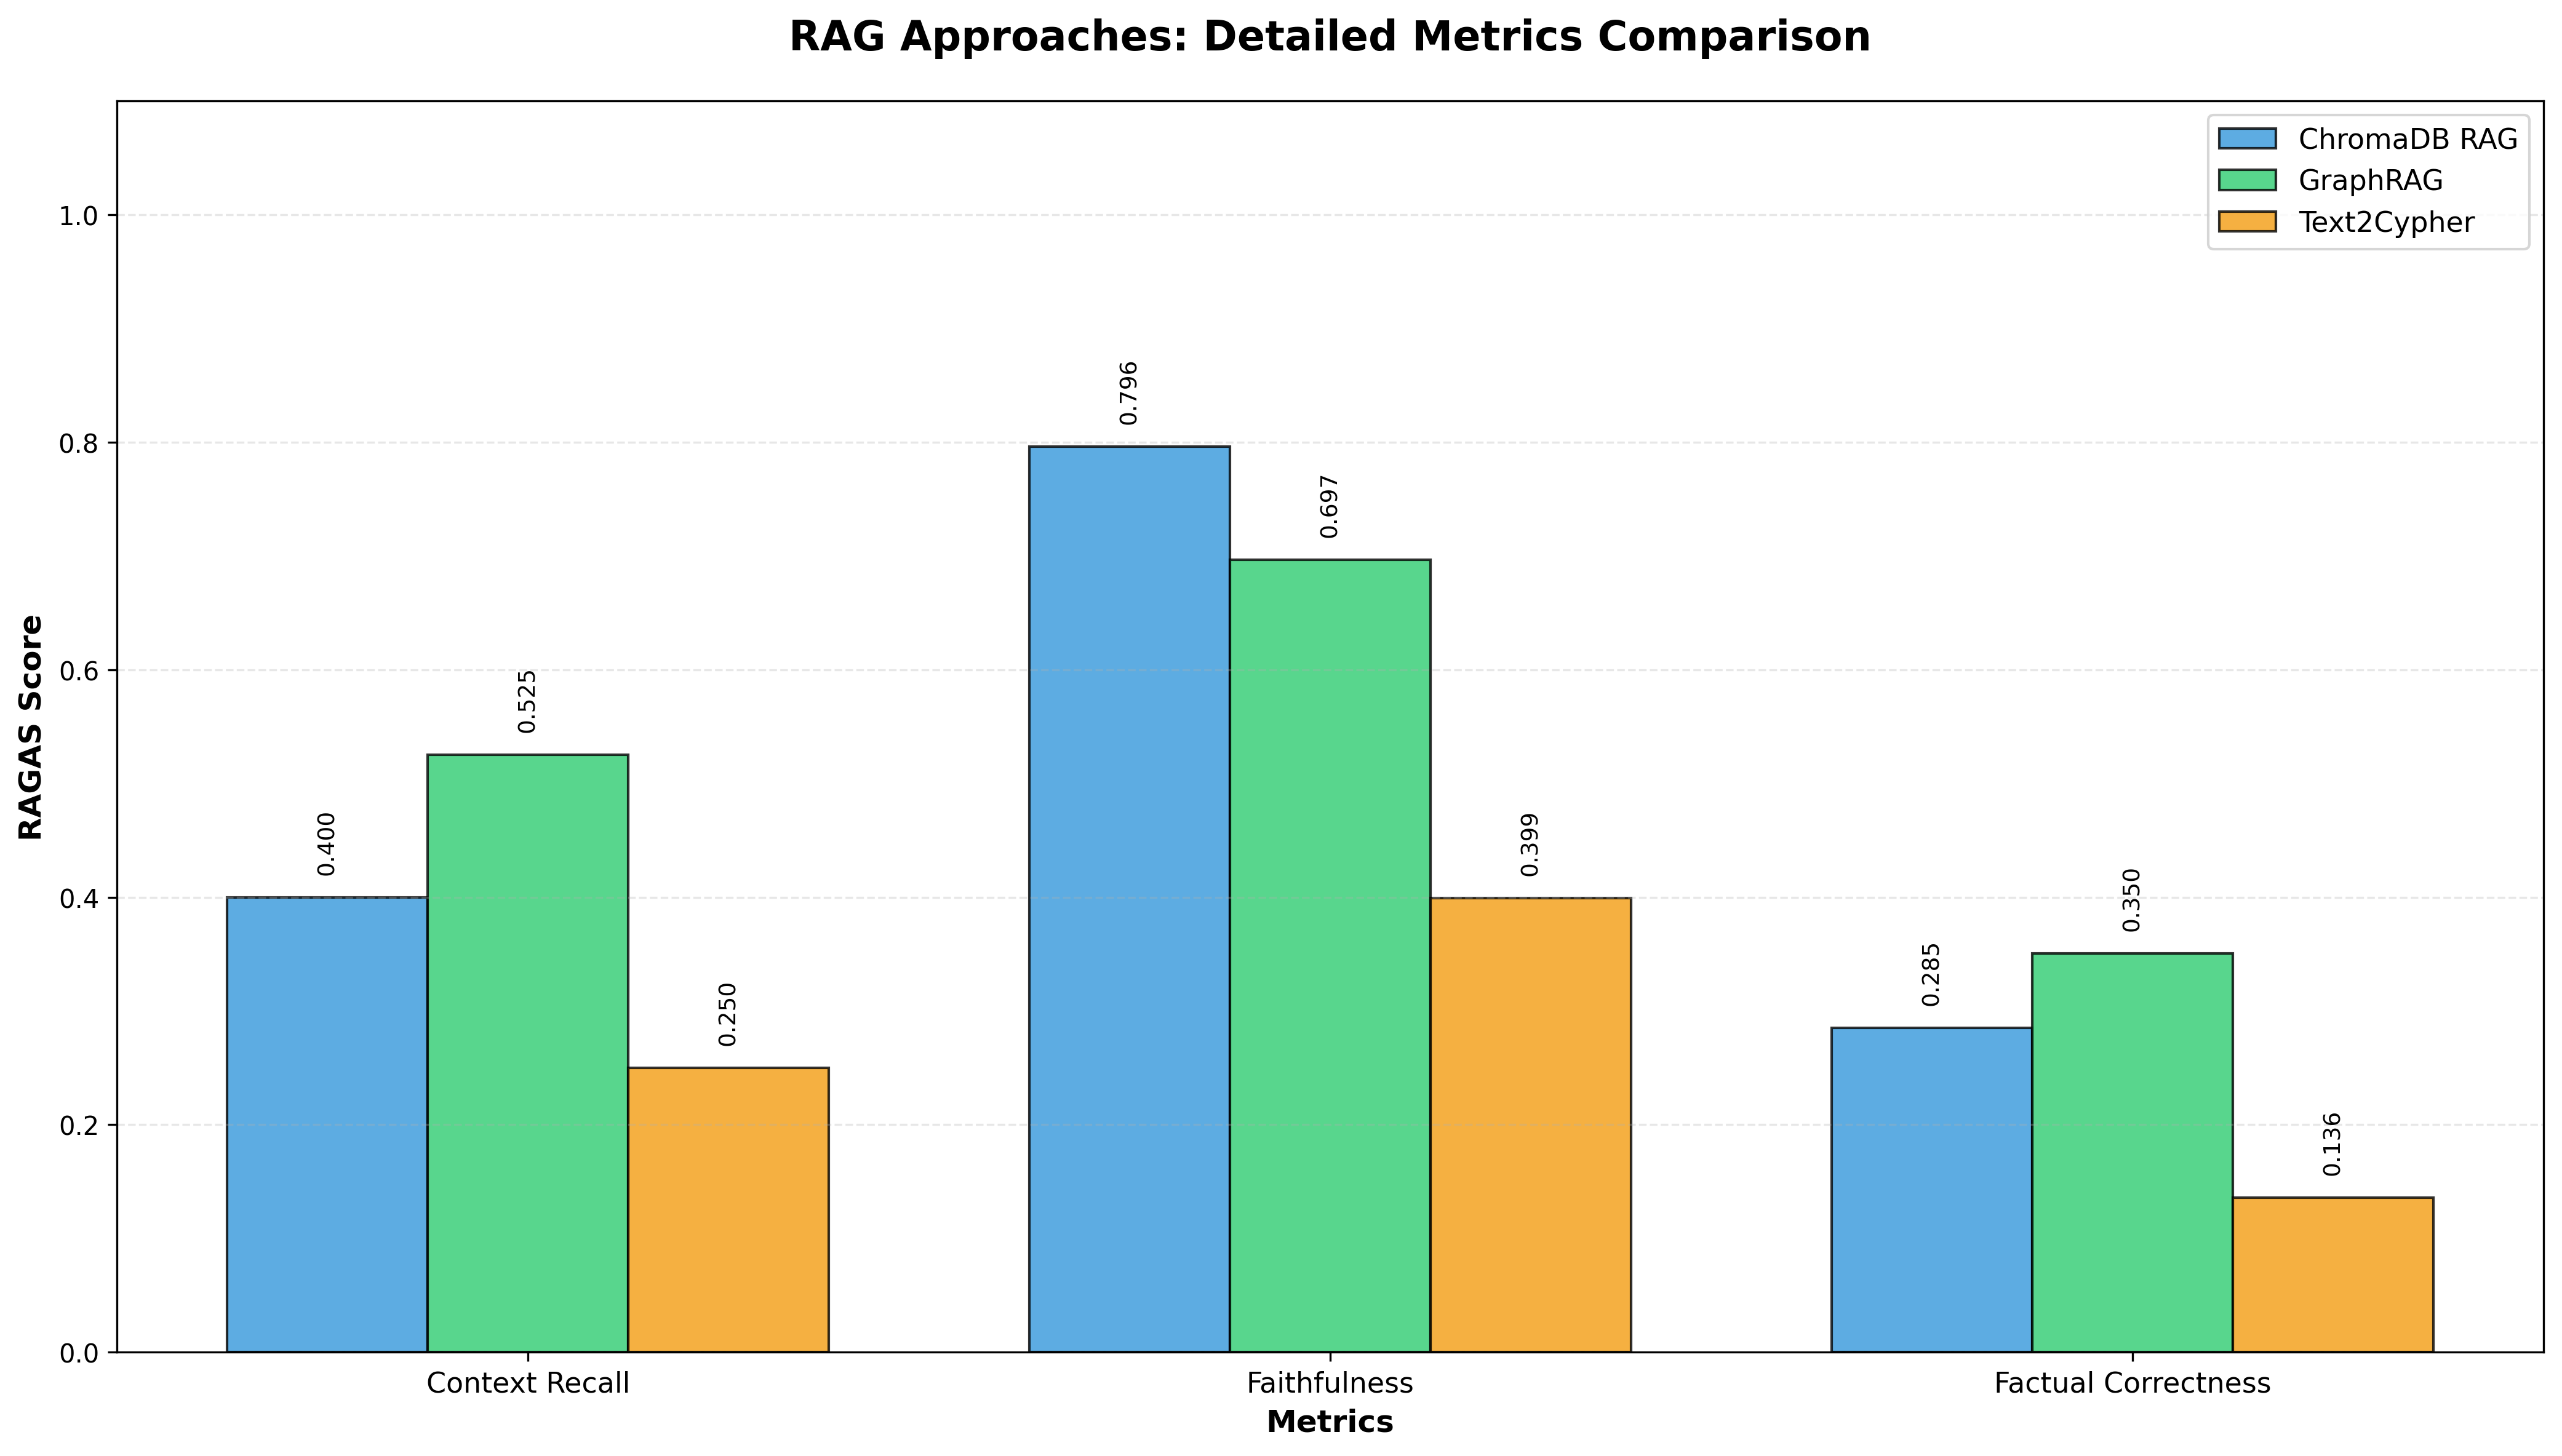 RAG Approaches: Detailed Metrics Comparison
ChromaDB RAG
GraphRAG
Text2Cypher
RAGAS Score
1.0
0.8
0.6
0.4
0.2
0.0
0.400
0.525
0.250
0.796
0.697
0.399
0.285
0.350
0.136
Context Recall
Faithfulness
Factual Correctness
Metrics